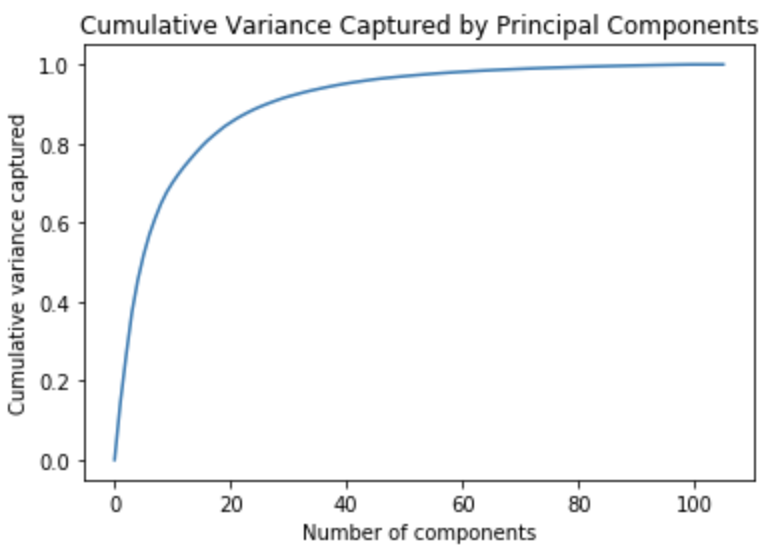 Cumulative Variance Captured by Principal Components
Cumulative variance captured
1.0
0.8
0.6
0.4
0.2
0.0
0 20 40 60 80 100
Number of components